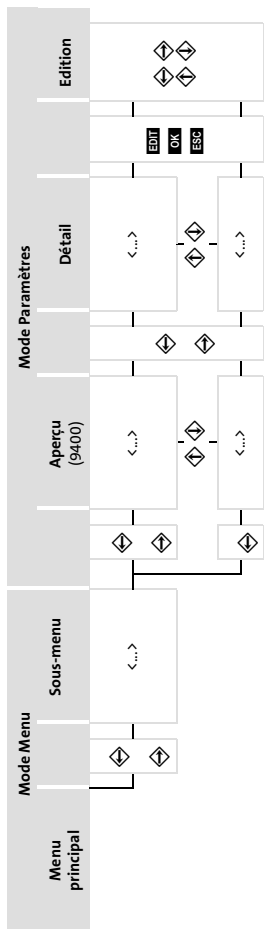 Mode Menu
Mode Paramètres
Menu
principal
Sous-menu
Aperçu
(9400)
Détail
Edition
<...>
<...>
<...>
EDIT
OK
ESC
<...>
<...>